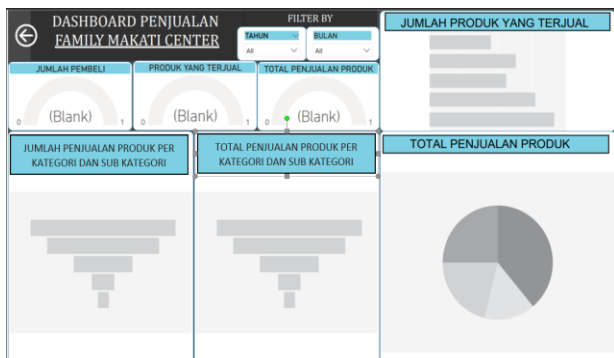 DASHBOARD PENJUALAN
FAMILY MAKATI CENTER
FILTER BY
TAHUN
All
BULAN
All
JUMLAH PEMBELI
(Blank)
0
1
PRODUK YANG TERJUAL
(Blank)
0
1
TOTAL PENJUALAN PRODUK
(Blank)
0
1
JUMLAH PRODUK YANG TERJUAL
JUMLAH PENJUALAN PRODUK PER
KATEGORI DAN SUB KATEGORI
TOTAL PENJUALAN PRODUK PER
KATEGORI DAN SUB KATEGORI
TOTAL PENJUALAN PRODUK